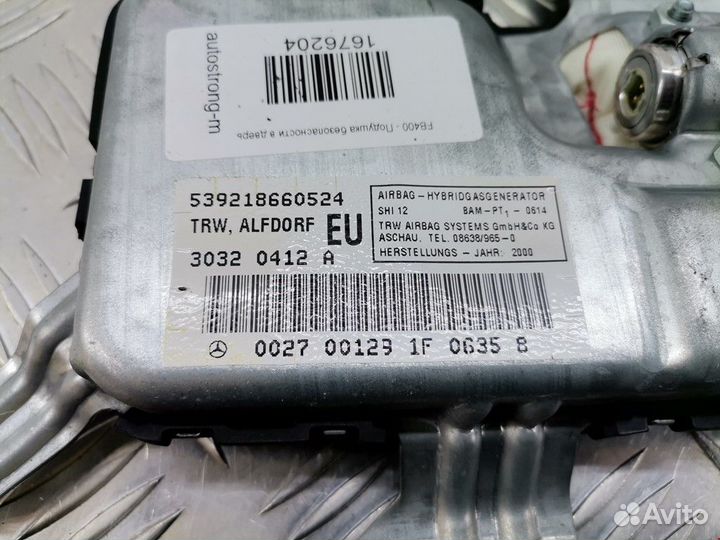 FB400 - Подушка безопасности в дверь
1676204
autostrong-m
539218660524
TRW, ALFDORF EU
3032 0412 A
AIRBAG-HYBRIDGASGENERATOR
SHI 12 BAM-PT1 - 0614
TRW AIRBAG SYSTEMS GmbH&Co KG
ASCHAU, TEL. 08638/965-0
HERSTELLUNGS - JAHR: 2000
0027 00129 1F 0635 8
Avito